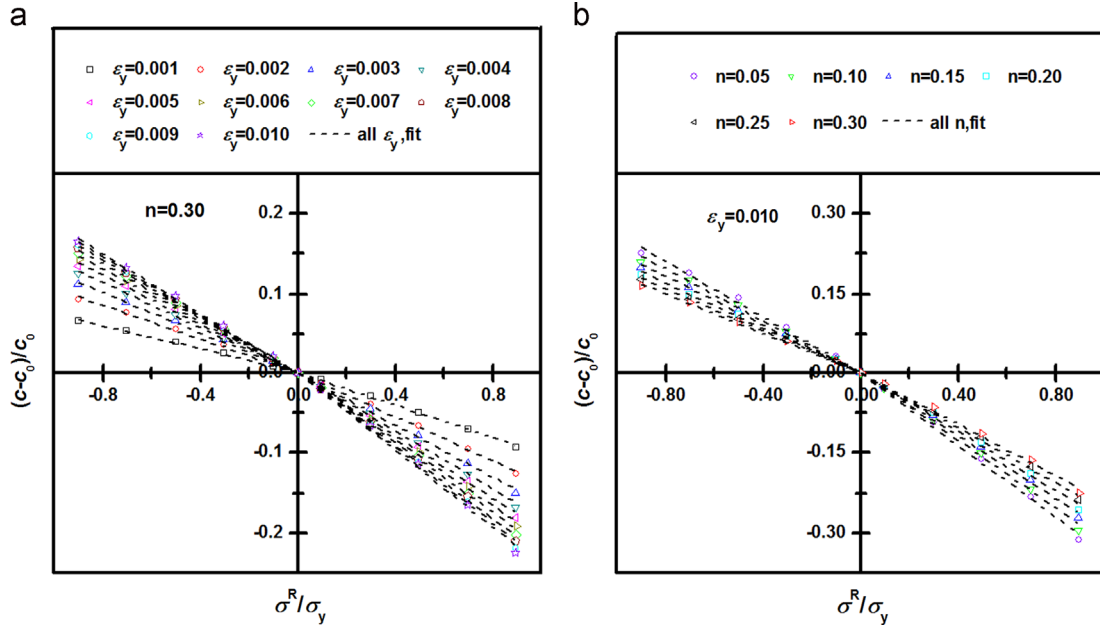 a
εy=0.001 εy=0.002 εy=0.003 εy=0.004
εy=0.005 εy=0.006 εy=0.007 εy=0.008
εy=0.009 εy=0.010 all εy,fit
n=0.30
0.2
0.1
0.0
-0.1
-0.2
-0.8 -0.4 0.0 0.4 0.8
(c-c0)/c0
σR/σy
b
n=0.05 n=0.10 n=0.15 n=0.20
n=0.25 n=0.30 all n,fit
εy=0.010
0.30
0.15
0.00
-0.15
-0.30
-0.80 -0.40 0.00 0.40 0.80
(c-c0)/c0
σR/σy